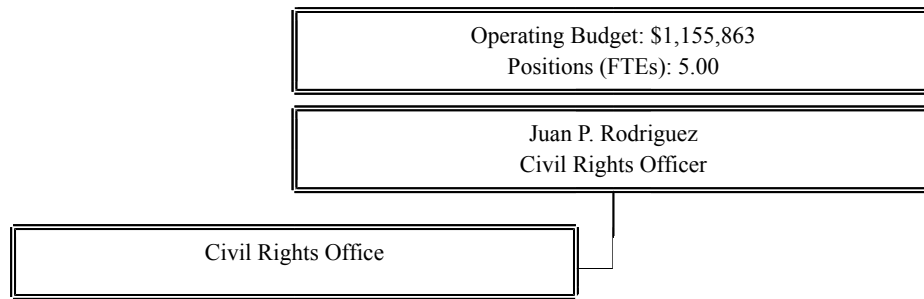 Operating Budget: $1,155,863
Positions (FTEs): 5.00
Juan P. Rodriguez
Civil Rights Officer
Civil Rights Office